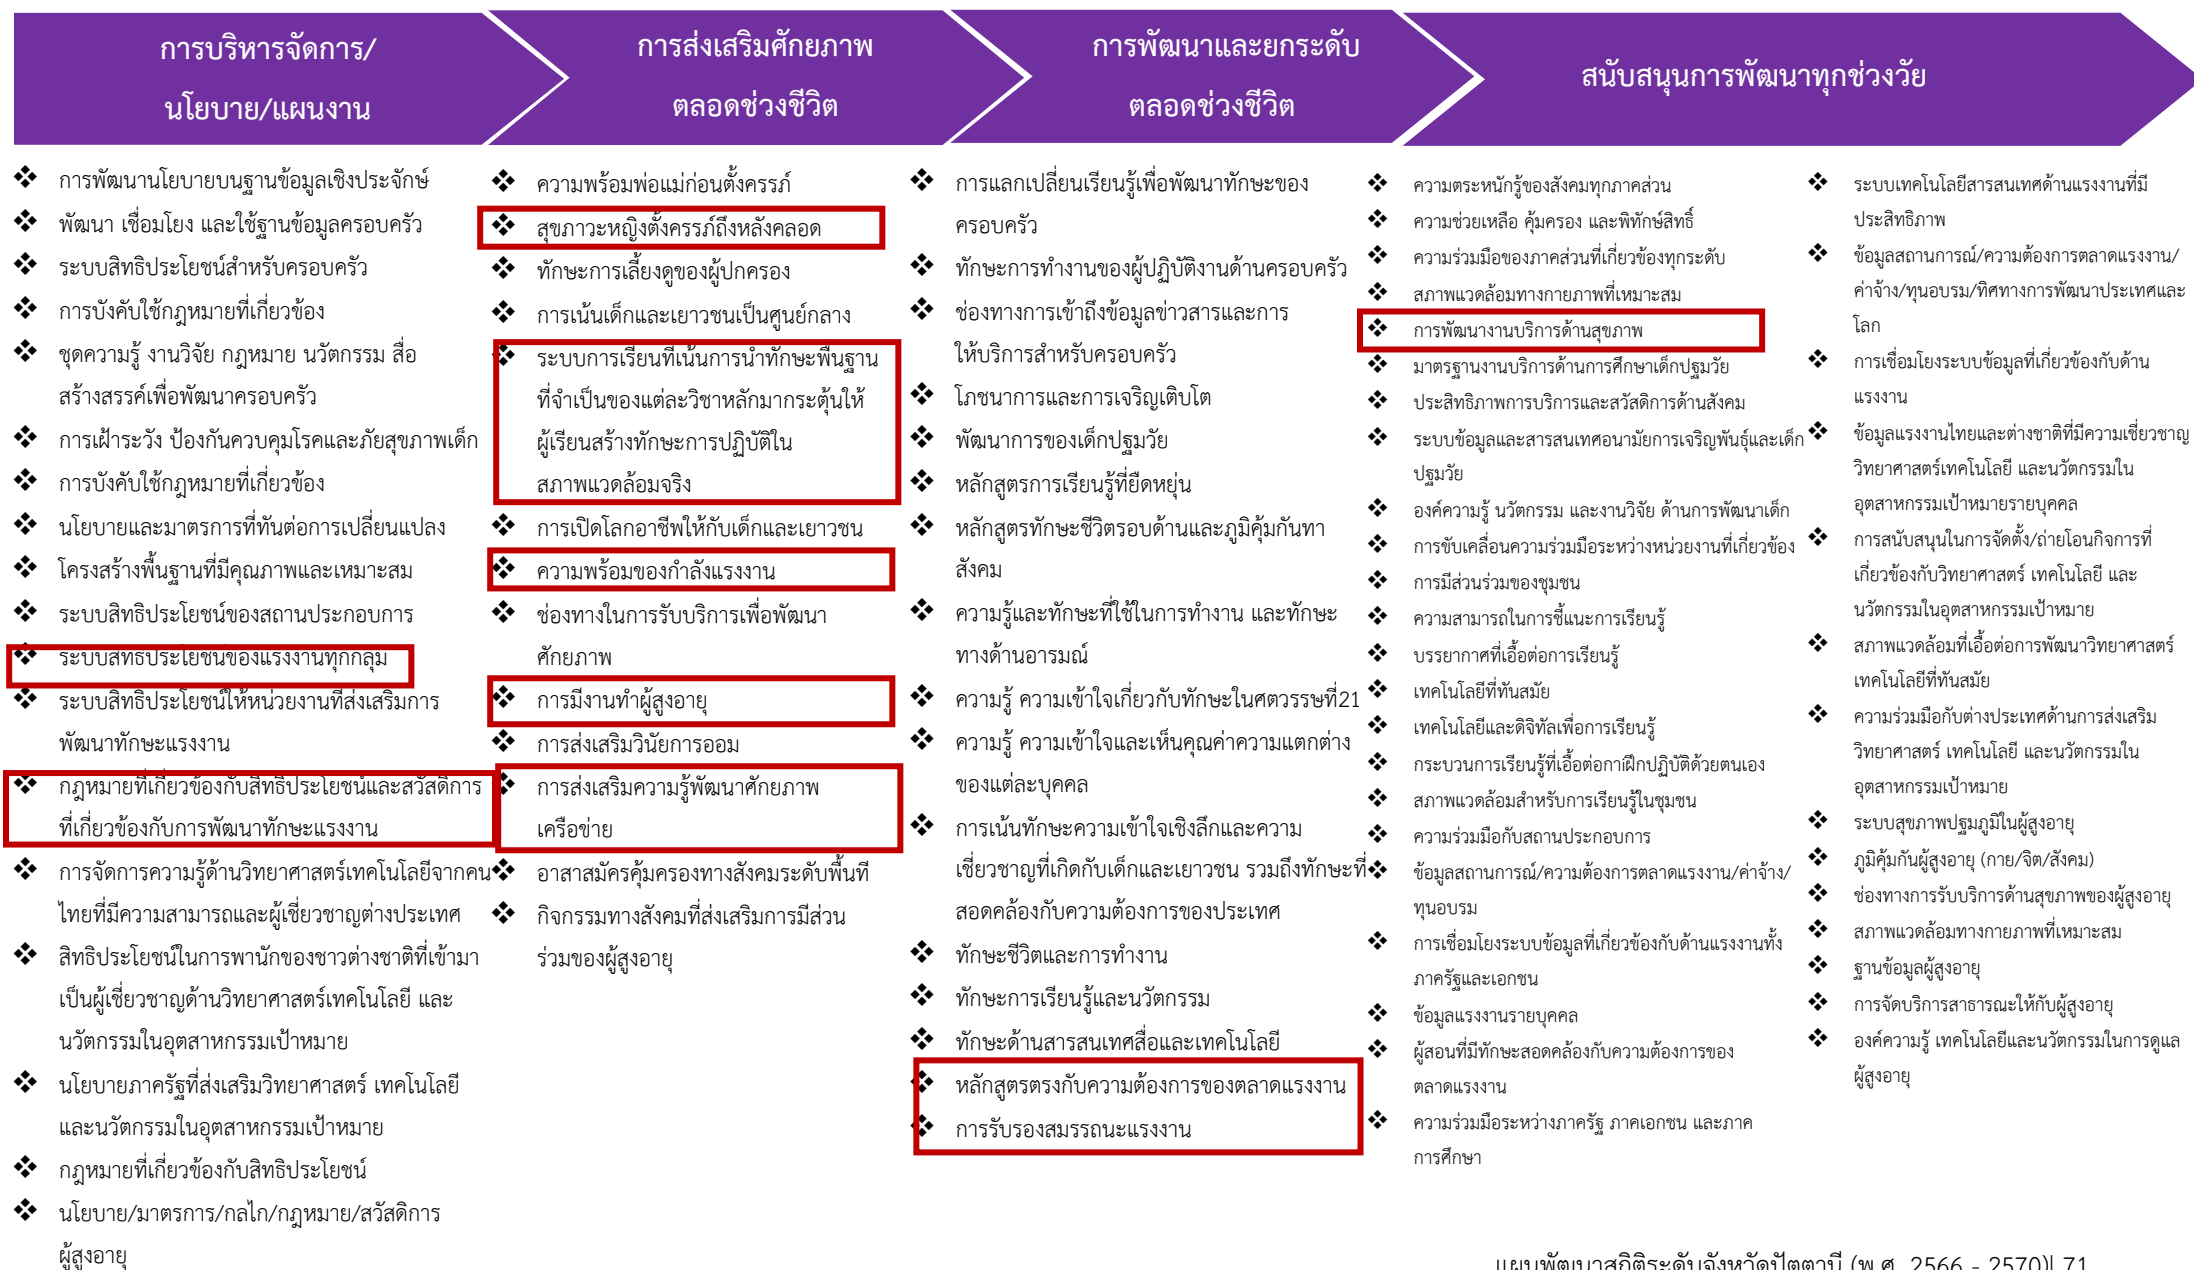 การบริหารจัดการ/
นโยบาย/แผนงาน
การส่งเสริมศักยภาพ
ตลอดช่วงชีวิต
การพัฒนาและยกระดับ
ตลอดช่วงชีวิต
สนับสนุนการพัฒนาทุกช่วงวัย
❖ การพัฒนานโยบายบนฐานข้อมูลเชิงประจักษ์
❖ พัฒนา เชื่อมโยง และใช้ฐานข้อมูลครอบครัว
❖ ระบบสิทธิประโยชน์สำหรับครอบครัว
❖ การบังคับใช้กฎหมายที่เกี่ยวข้อง
❖ ชุดความรู้ งานวิจัย กฎหมาย นวัตกรรม สื่อ
สร้างสรรค์เพื่อพัฒนาครอบครัว
❖ การเฝ้าระวัง ป้องกันควบคุมโรคและภัยสุขภาพเด็ก
❖ การบังคับใช้กฎหมายที่เกี่ยวข้อง
❖ นโยบายและมาตรการที่ทันต่อการเปลี่ยนแปลง
❖ โครงสร้างพื้นฐานที่มีคุณภาพและเหมาะสม
❖ ระบบสิทธิประโยชน์ของสถานประกอบการ
❖ ระบบสิทธิประโยชน์ของแรงงานทุกกลุ่ม
❖ ระบบสิทธิประโยชน์ให้หน่วยงานที่ส่งเสริมการ
พัฒนาทักษะแรงงาน
❖ กฎหมายที่เกี่ยวข้องกับสิทธิประโยชน์และสวัสดิการ
ที่เกี่ยวข้องกับการพัฒนาทักษะแรงงาน
❖ การจัดการความรู้ด้านวิทยาศาสตร์เทคโนโลยีจากคน
ไทยที่มีความสามารถและผู้เชี่ยวชาญต่างประเทศ
❖ สิทธิประโยชน์ในการพานักของชาวต่างชาติที่เข้ามา
เป็นผู้เชี่ยวชาญด้านวิทยาศาสตร์เทคโนโลยี และ
นวัตกรรมในอุตสาหกรรมเป้าหมาย
❖ นโยบายภาครัฐที่ส่งเสริมวิทยาศาสตร์ เทคโนโลยี
และนวัตกรรมในอุตสาหกรรมเป้าหมาย
❖ กฎหมายที่เกี่ยวข้องกับสิทธิประโยชน์
❖ นโยบาย/มาตรการ/กลไก/กฎหมาย/สวัสดิการ
ผู้สูงอายุ
❖ ความพร้อมพ่อแม่ก่อนตั้งครรภ์
❖ สุขภาวะหญิงตั้งครรภ์ถึงหลังคลอด
❖ ทักษะการเลี้ยงดูของผู้ปกครอง
❖ การเน้นเด็กและเยาวชนเป็นศูนย์กลาง
❖ ระบบการเรียนที่เน้นการนำทักษะพื้นฐาน
ที่จำเป็นของแต่ละวิชาหลักมากระตุ้นให้
ผู้เรียนสร้างทักษะการปฏิบัติใน
สภาพแวดล้อมจริง
❖ การเปิดโลกอาชีพให้กับเด็กและเยาวชน
❖ ความพร้อมของกำลังแรงงาน
❖ ช่องทางในการรับบริการเพื่อพัฒนา
ศักยภาพ
❖ การมีงานทำผู้สูงอายุ
❖ การส่งเสริมวินัยการออม
❖ การส่งเสริมความรู้พัฒนาศักยภาพ
เครือข่าย
❖ อาสาสมัครคุ้มครองทางสังคมระดับพื้นที่
❖ กิจกรรมทางสังคมที่ส่งเสริมการมีส่วน
ร่วมของผู้สูงอายุ
❖ การแลกเปลี่ยนเรียนรู้เพื่อพัฒนาทักษะของ
ครอบครัว
❖ ทักษะการทำงานของผู้ปฏิบัติงานด้านครอบครัว
❖ ช่องทางการเข้าถึงข้อมูลข่าวสารและการ
ให้บริการสำหรับครอบครัว
❖ โภชนาการและการเจริญเติบโต
❖ พัฒนาการของเด็กปฐมวัย
❖ หลักสูตรการเรียนรู้ที่ยืดหยุ่น
❖ หลักสูตรทักษะชีวิตรอบด้านและภูมิคุ้มกันทา
สังคม
❖ ความรู้และทักษะที่ใช้ในการทำงาน และทักษะ
ทางด้านอารมณ์
❖ ความรู้ ความเข้าใจเกี่ยวกับทักษะในศตวรรษที่21
❖ ความรู้ ความเข้าใจและเห็นคุณค่าความแตกต่าง
ของแต่ละบุคคล
❖ การเน้นทักษะความเข้าใจเชิงลึกและความ
เชี่ยวชาญที่เกิดกับเด็กและเยาวชน รวมถึงทักษะที่
สอดคล้องกับความต้องการของประเทศ
❖ ทักษะชีวิตและการทำงาน
❖ ทักษะการเรียนรู้และนวัตกรรม
❖ ทักษะด้านสารสนเทศสื่อและเทคโนโลยี
❖ หลักสูตรตรงกับความต้องการของตลาดแรงงาน
❖ การรับรองสมรรถนะแรงงาน
❖ ความตระหนักรู้ของสังคมทุกภาคส่วน
❖ ความช่วยเหลือ คุ้มครอง และพิทักษ์สิทธิ์
❖ ความร่วมมือของภาคส่วนที่เกี่ยวข้องทุกระดับ
❖ สภาพแวดล้อมทางกายภาพที่เหมาะสม
❖ การพัฒนางานบริการด้านสุขภาพ
❖ มาตรฐานงานบริการด้านการศึกษาเด็กปฐมวัย
❖ ประสิทธิภาพการบริการและสวัสดิการด้านสังคม
❖ ระบบข้อมูลและสารสนเทศอนามัยการเจริญพันธุ์และเด็ก
ปฐมวัย
❖ องค์ความรู้ นวัตกรรม และงานวิจัย ด้านการพัฒนาเด็ก
❖ การขับเคลื่อนความร่วมมือระหว่างหน่วยงานที่เกี่ยวข้อง
❖ การมีส่วนร่วมของชุมชน
❖ ความสามารถในการชี้แนะการเรียนรู้
❖ บรรยากาศที่เอื้อต่อการเรียนรู้
❖ เทคโนโลยีที่ทันสมัย
❖ เทคโนโลยีและดิจิทัลเพื่อการเรียนรู้
❖ กระบวนการเรียนรู้ที่เอื้อต่อกาฝึกปฏิบัติด้วยตนเอง
❖ สภาพแวดล้อมสำหรับการเรียนรู้ในชุมชน
❖ ความร่วมมือกับสถานประกอบการ
❖ ข้อมูลสถานการณ์/ความต้องการตลาดแรงงาน/ค่าจ้าง/
ทุนอบรม
❖ การเชื่อมโยงระบบข้อมูลที่เกี่ยวข้องกับด้านแรงงานทั้ง
ภาครัฐและเอกชน
❖ ข้อมูลแรงงานรายบุคคล
❖ ผู้สอนที่มีทักษะสอดคล้องกับความต้องการของ
ตลาดแรงงาน
❖ ความร่วมมือระหว่างภาครัฐ ภาคเอกชน และภาค
การศึกษา
❖ ระบบเทคโนโลยีสารสนเทศด้านแรงงานที่มี
ประสิทธิภาพ
❖ ข้อมูลสถานการณ์/ความต้องการตลาดแรงงาน/
ค่าจ้าง/ทุนอบรม/ทิศทางการพัฒนาประเทศและ
โลก
❖ การเชื่อมโยงระบบข้อมูลที่เกี่ยวข้องกับด้าน
แรงงาน
❖ ข้อมูลแรงงานไทยและต่างชาติที่มีความเชี่ยวชาญ
วิทยาศาสตร์เทคโนโลยี และนวัตกรรมใน
อุตสาหกรรมเป้าหมายรายบุคคล
❖ การสนับสนุนในการจัดตั้ง/ถ่ายโอนกิจการที่
เกี่ยวข้องกับวิทยาศาสตร์ เทคโนโลยี และ
นวัตกรรมในอุตสาหกรรมเป้าหมาย
❖ สภาพแวดล้อมที่เอื้อต่อการพัฒนาวิทยาศาสตร์
เทคโนโลยีที่ทันสมัย
❖ ความร่วมมือกับต่างประเทศด้านการส่งเสริม
วิทยาศาสตร์ เทคโนโลยี และนวัตกรรมใน
อุตสาหกรรมเป้าหมาย
❖ ระบบสุขภาพปฐมภูมิในผู้สูงอายุ
❖ ภูมิคุ้มกันผู้สูงอายุ (กาย/จิต/สังคม)
❖ ช่องทางการรับบริการด้านสุขภาพของผู้สูงอายุ
❖ สภาพแวดล้อมทางกายภาพที่เหมาะสม
❖ ฐานข้อมูลผู้สูงอายุ
❖ การจัดบริการสาธารณะให้กับผู้สูงอายุ
❖ องค์ความรู้ เทคโนโลยีและนวัตกรรมในการดูแล
ผู้สูงอายุ
แผนพัฒนาสถิติระดับจังหวัดปัตตานี (พ.ศ. 2566 - 2570)| 71